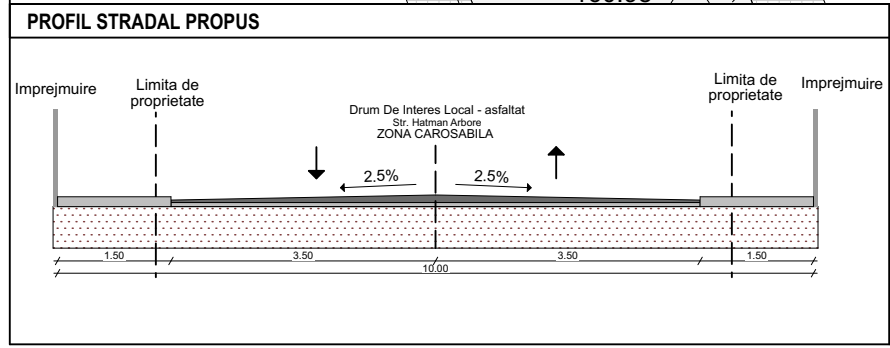 PROFIL STRADAL PROPUS
Imprejmuire
Limita de
proprietate
Drum De Interes Local - asfaltat
Str. Hatman Arbore
ZONA CAROSABILA
Limita de
proprietate
Imprejmuire
2.5%
2.5%
1.50
3.50
3.50
1.50
10.00